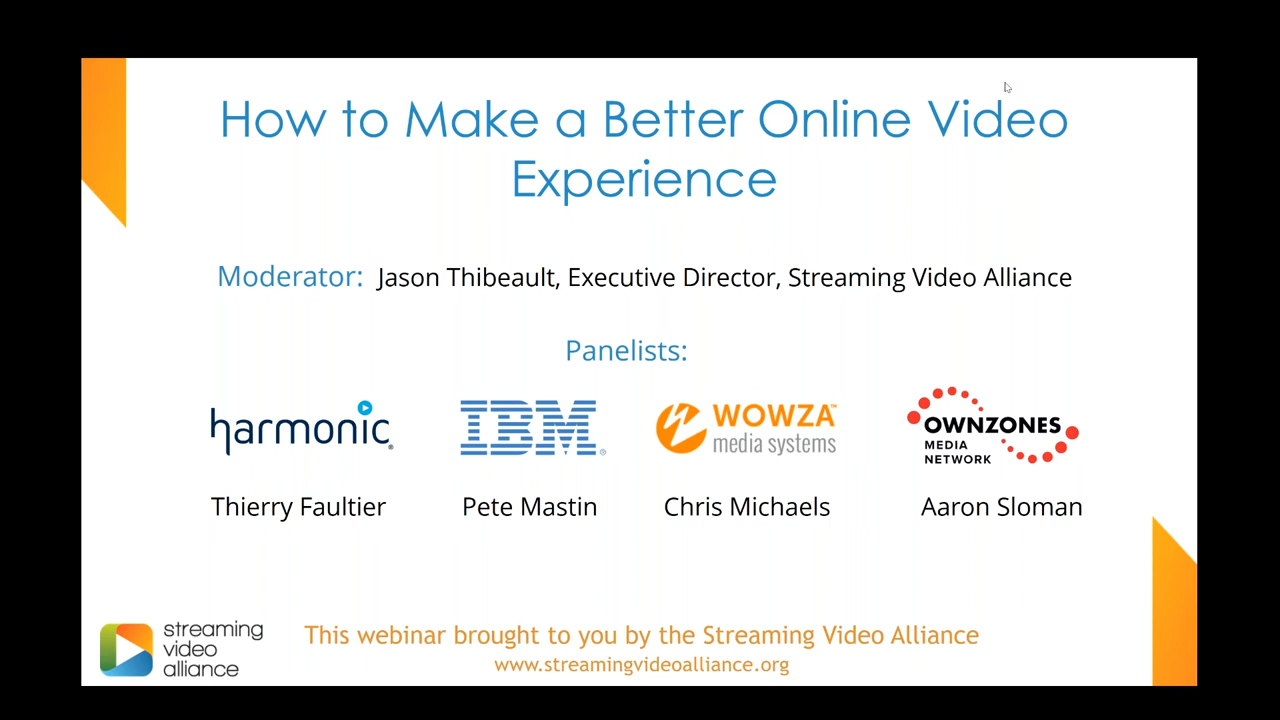 How to Make a Better Online Video
Experience
Moderator: Jason Thibeault, Executive Director, Streaming Video Alliance
Panelists:
harmonic®
IBM®
WOWZA™
media systems
OWNZONES
MEDIA
NETWORK
Thierry Faultier
Pete Mastin
Chris Michaels
Aaron Sloman
streaming
video
alliance
This webinar brought to you by the Streaming Video Alliance
www.streamingvideoalliance.org